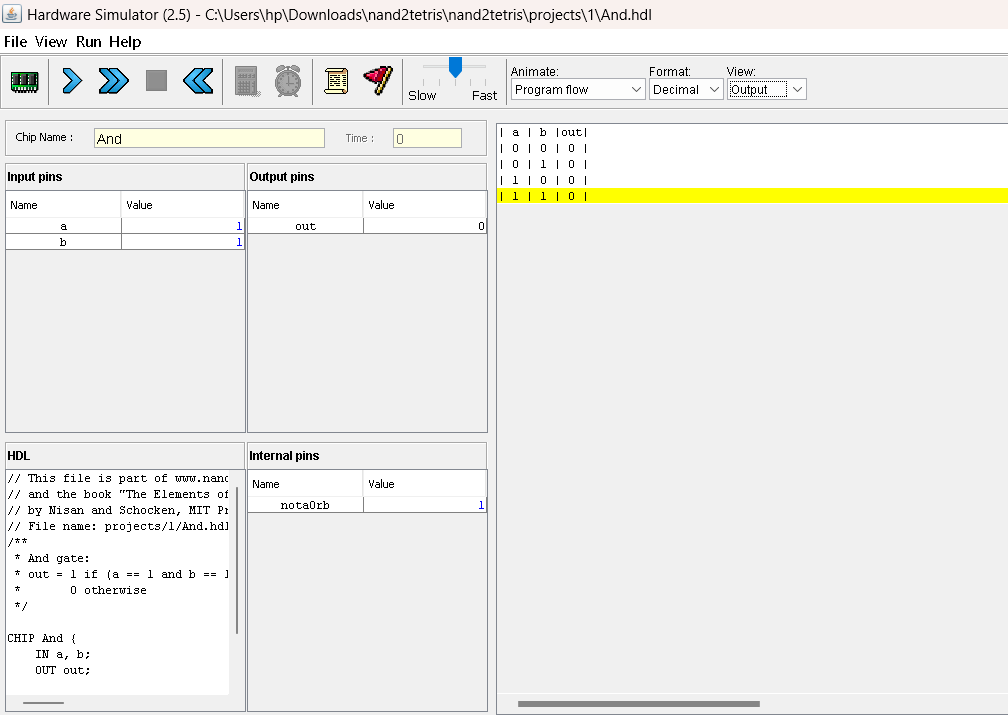 Hardware Simulator (2.5) - C:\Users\hp\Downloads\nand2tetris\nand2tetris\projects\1\And.hdl
File View Run Help
Slow Fast
Animate: Format: View:
Program flow Decimal Output
Chip Name : And Time : 0
Input pins
Name Value
a 1
b 1
Output pins
Name Value
out 0
HDL
// This file is part of www.nand
// and the book "The Elements of
// by Nisan and Schocken, MIT Pr
// File name: projects/1/And.hdl
/**
 * And gate:
 * out = 1 if (a == 1 and b == 1
 *       0 otherwise
 */
CHIP And {
    IN a, b;
    OUT out;
Internal pins
Name Value
nota0rb 1
| a | b |out|
| 0 | 0 | 0 |
| 0 | 1 | 0 |
| 1 | 0 | 0 |
| 1 | 1 | 0 |